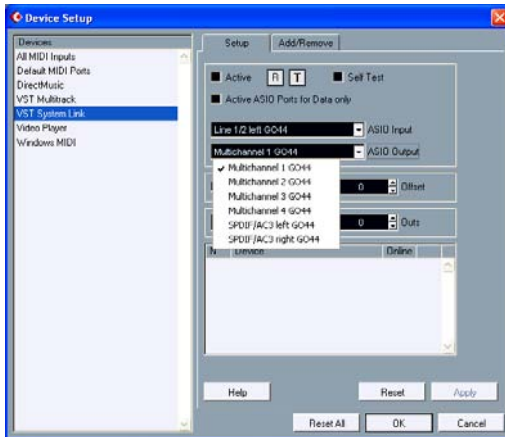 Device Setup
Devices
All MIDI Inputs
Default MIDI Ports
DirectMusic
VST Multitrack
VST System Link
Video Player
Windows MIDI
Setup
Add/Remove
Active
R
T
Self Test
Active ASIO Ports for Data only
Line 1/2 left GO44
ASIO Input
Multichannel 1 GO44
ASIO Output
Multichannel 1 GO44
Multichannel 2 GO44
Multichannel 3 GO44
Multichannel 4 GO44
SPDIF/AC3 left GO44
SPDIF/AC3 right GO44
0
Offset
0
Outs
N
Device
Online
Help
Reset
Apply
Reset All
OK
Cancel